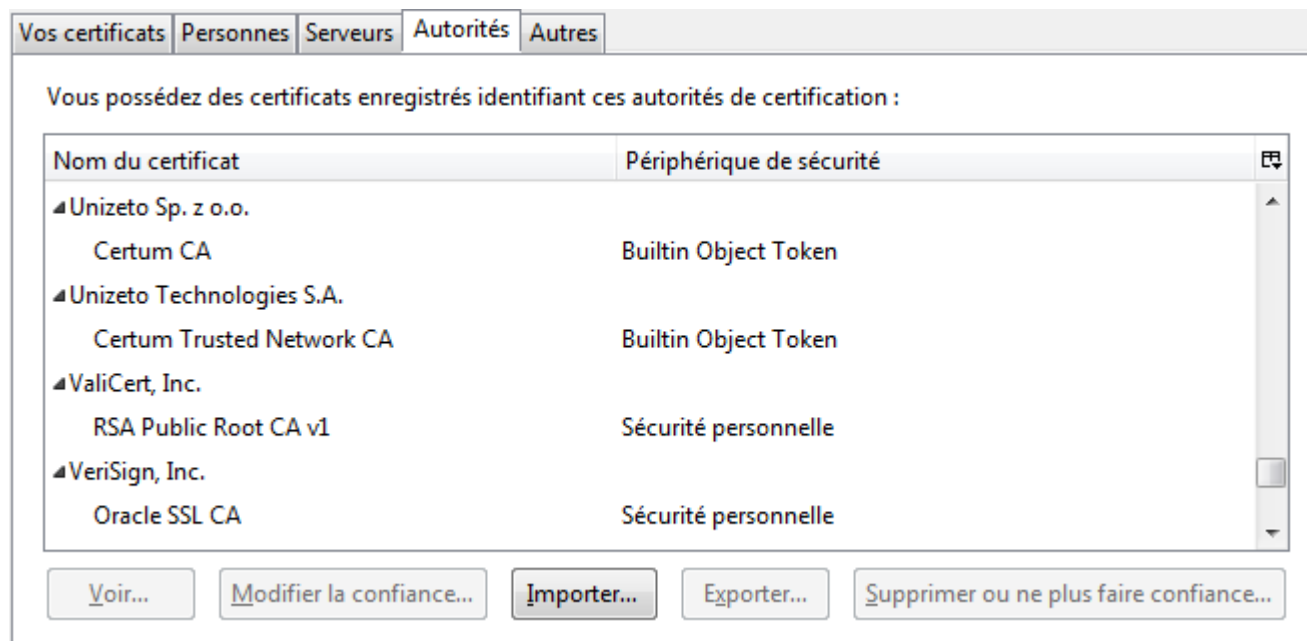 Vos certificats Personnes Serveurs Autorités Autres
Vous possédez des certificats enregistrés identifiant ces autorités de certification :
Nom du certificat Périphérique de sécurité
Unizeto Sp. z o.o.
Certum CA Builtin Object Token
Unizeto Technologies S.A.
Certum Trusted Network CA Builtin Object Token
ValiCert, Inc.
RSA Public Root CA v1 Sécurité personnelle
VeriSign, Inc.
Oracle SSL CA Sécurité personnelle
Voir... Modifier la confiance... Importer... Exporter... Supprimer ou ne plus faire confiance...